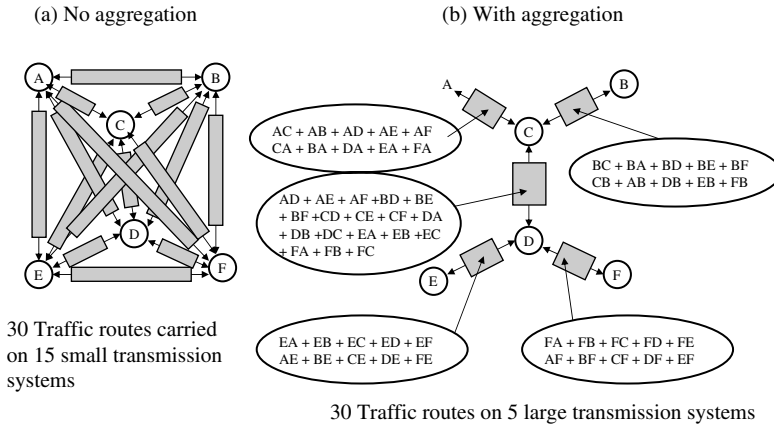 (a) No aggregation
(b) With aggregation
A
B
C
D
E
F
A
B
C
D
E
F
AC + AB + AD + AE + AF
CA + BA + DA + EA + FA
BC + BA + BD + BE + BF
CB + AB + DB + EB + FB
AD + AE + AF +BD + BE
+ BF +CD + CE + CF + DA
+ DB +DC + EA + EB +EC
+ FA + FB + FC
EA + EB + EC + ED + EF
AE + BE + CE + DE + FE
FA + FB + FC + FD + FE
AF + BF + CF + DF + EF
30 Traffic routes carried
on 15 small transmission
systems
30 Traffic routes on 5 large transmission systems